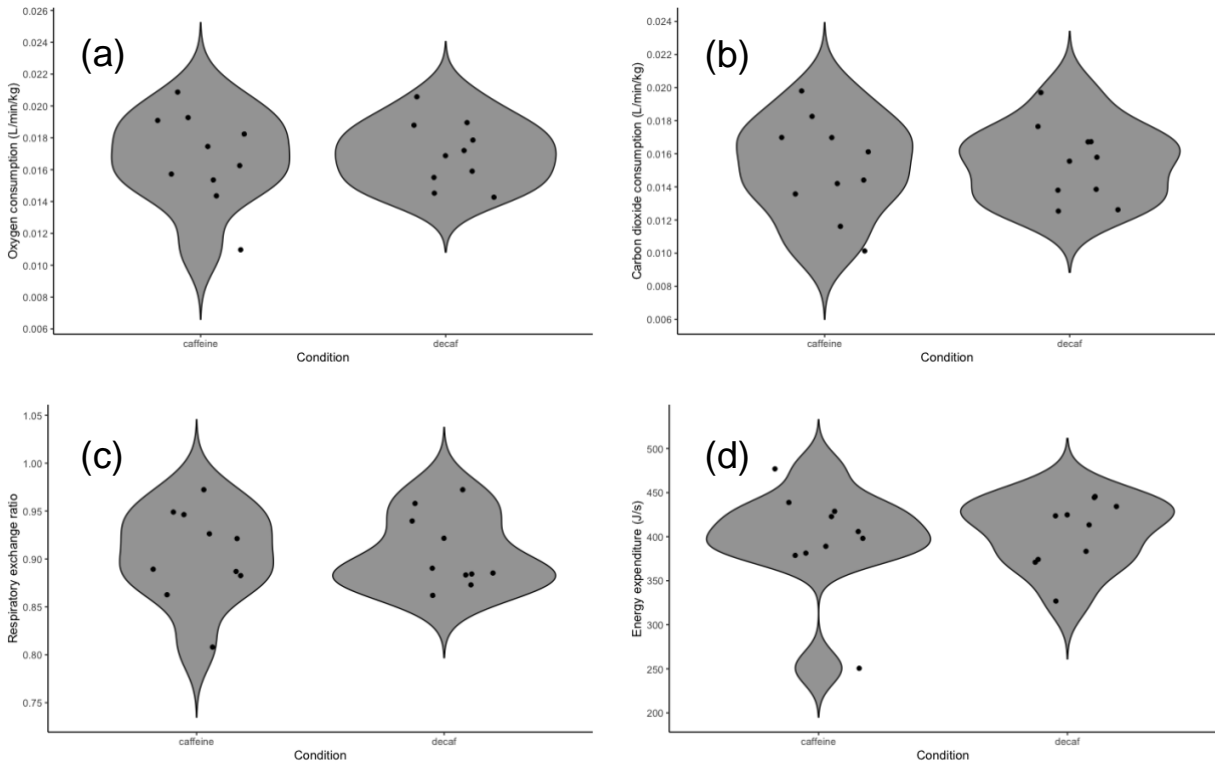 (a)
Oxygen consumption (L/min/kg)
0.026
0.024
0.022
0.020
0.018
0.016
0.014
0.012
0.010
0.008
0.006
caffeine
decaf
Condition
(b)
Carbon dioxide consumption (L/min/kg)
0.024
0.022
0.020
0.018
0.016
0.014
0.012
0.010
0.008
0.006
caffeine
decaf
Condition
(c)
Respiratory exchange ratio
1.05
1.00
0.95
0.90
0.85
0.80
0.75
caffeine
decaf
Condition
(d)
Energy expenditure (J/s)
500
450
400
350
300
250
200
caffeine
decaf
Condition